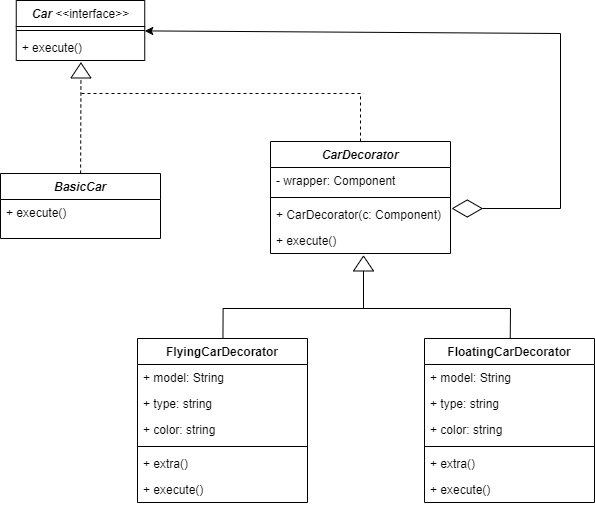 Car <<interface>>
+ execute()
BasicCar
+ execute()
CarDecorator
- wrapper: Component
+ CarDecorator(c: Component)
+ execute()
FlyingCarDecorator
+ model: String
+ type: string
+ color: string
+ extra()
+ execute()
FloatingCarDecorator
+ model: String
+ type: string
+ color: string
+ extra()
+ execute()